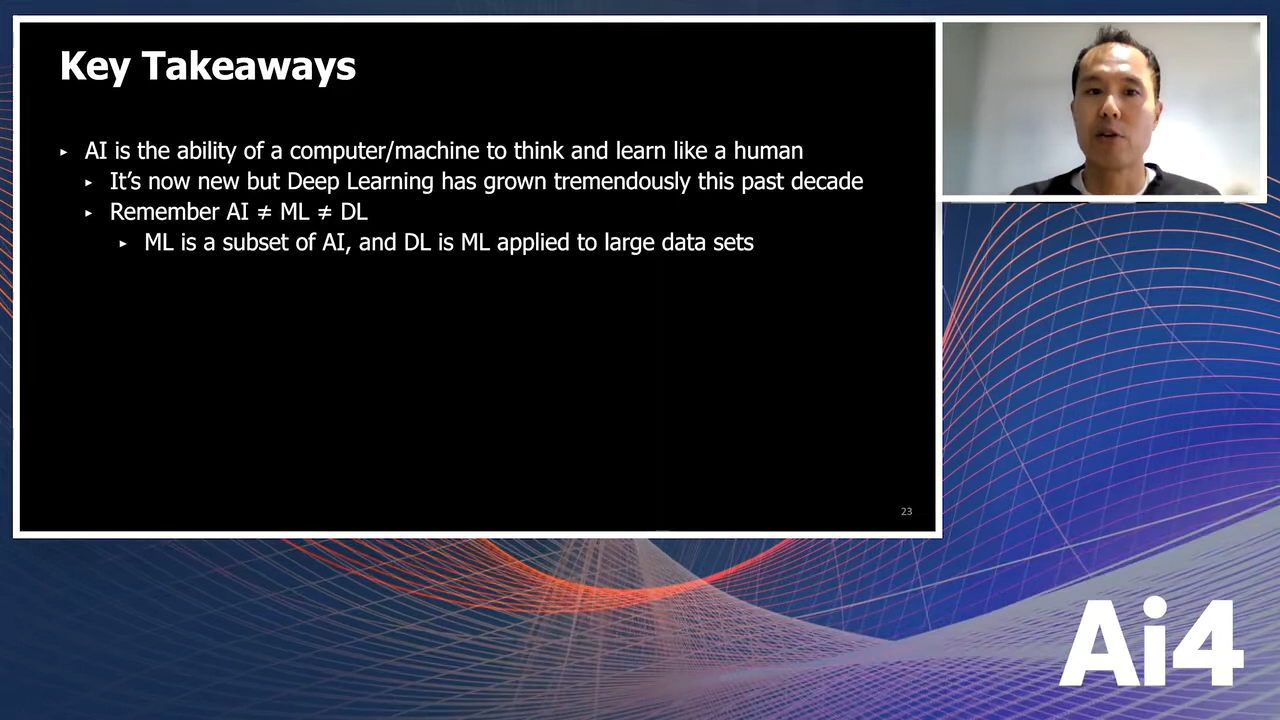 Key Takeaways
▸ AI is the ability of a computer/machine to think and learn like a human
▸ It’s now new but Deep Learning has grown tremendously this past decade
▸ Remember AI ≠ ML ≠ DL
▸ ML is a subset of AI, and DL is ML applied to large data sets
23
Ai4